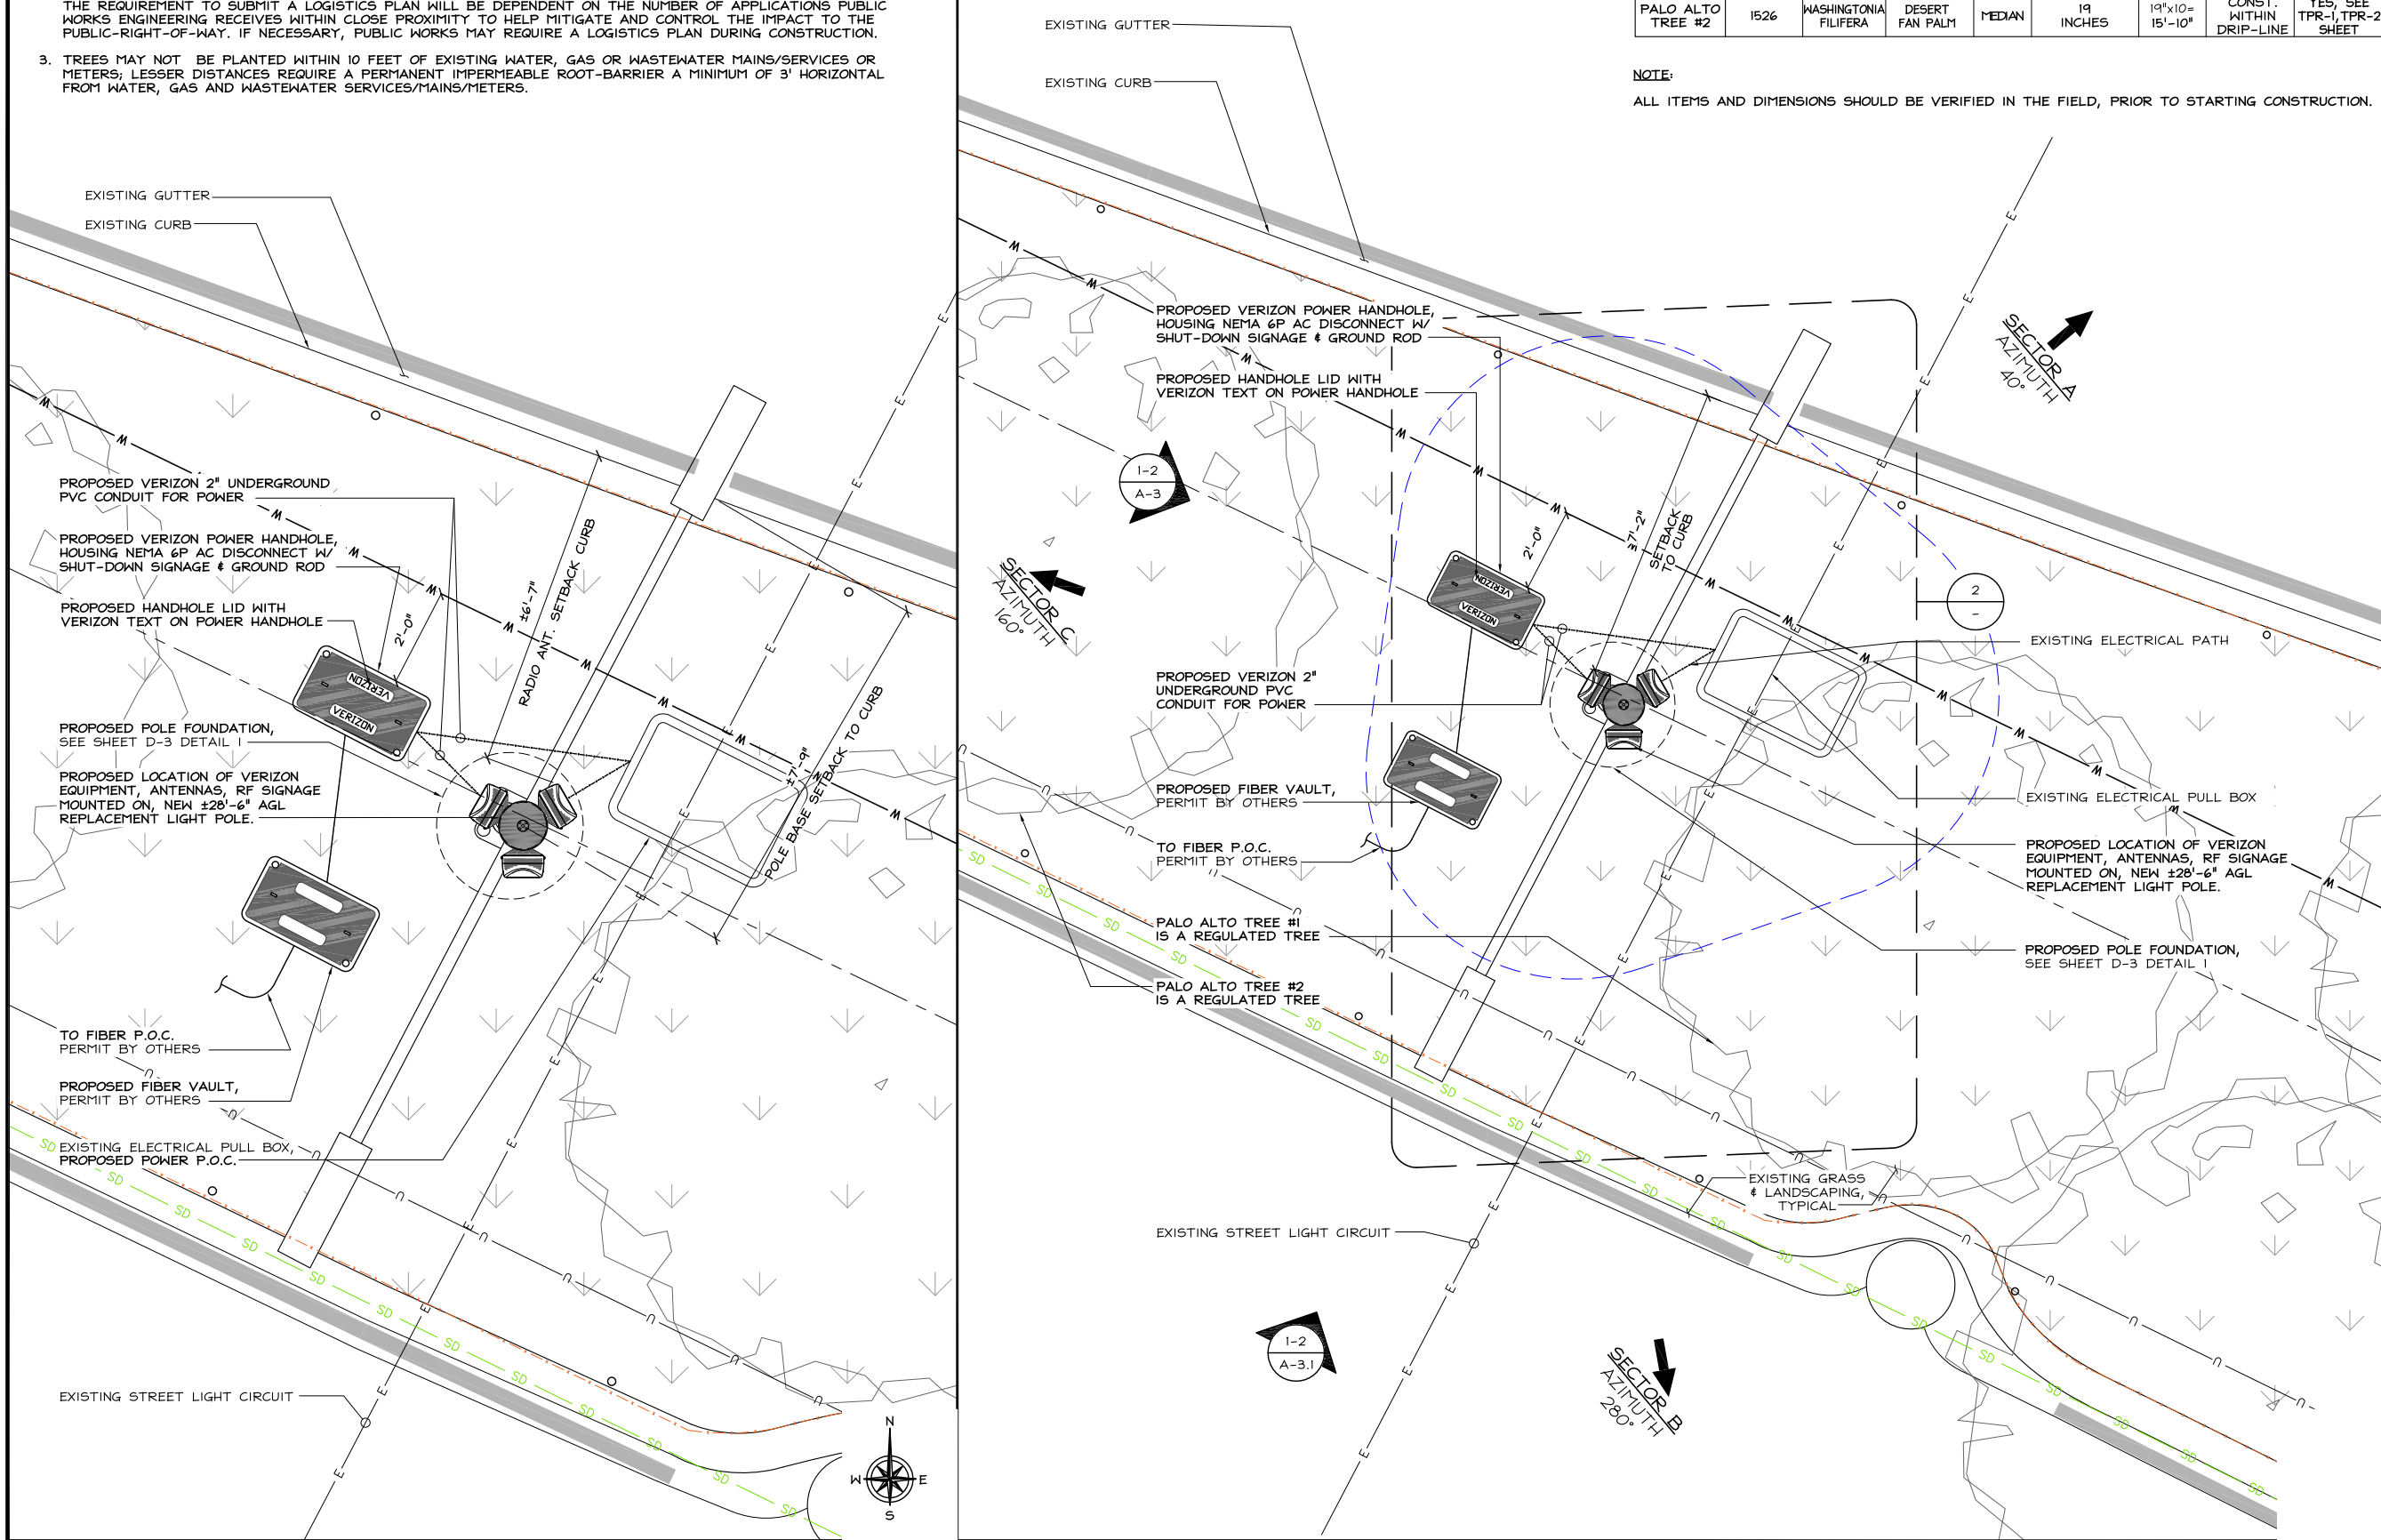 THE REQUIREMENT TO SUBMIT A LOGISTICS PLAN WILL BE DEPENDENT ON THE NUMBER OF APPLICATIONS PUBLIC
WORKS ENGINEERING RECEIVES WITHIN CLOSE PROXIMITY TO HELP MITIGATE AND CONTROL THE IMPACT TO THE
PUBLIC-RIGHT-OF-WAY. IF NECESSARY, PUBLIC WORKS MAY REQUIRE A LOGISTICS PLAN DURING CONSTRUCTION.
3. TREES MAY NOT BE PLANTED WITHIN 10 FEET OF EXISTING WATER, GAS OR WASTEWATER MAINS/SERVICES OR
METERS; LESSER DISTANCES REQUIRE A PERMANENT IMPERMEABLE ROOT-BARRIER A MINIMUM OF 3' HORIZONTAL
FROM WATER, GAS AND WASTEWATER SERVICES/MAINS/METERS.
EXISTING GUTTER
EXISTING CURB
PROPOSED VERIZON 2" UNDERGROUND
PVC CONDUIT FOR POWER
PROPOSED VERIZON POWER HANDHOLE,
HOUSING NEMA 6P AC DISCONNECT W/
SHUT-DOWN SIGNAGE & GROUND ROD
PROPOSED HANDHOLE LID WITH
VERIZON TEXT ON POWER HANDHOLE
2'-0"
±6'-7"
RADIO ANT. SETBACK CURB
VERIZON
VERIZON
PROPOSED POLE FOUNDATION,
SEE SHEET D-3 DETAIL 1
PROPOSED LOCATION OF VERIZON
EQUIPMENT, ANTENNAS, RF SIGNAGE
MOUNTED ON, NEW ±28'-6" AGL
REPLACEMENT LIGHT POLE.
±7'-9"
POLE BASE SETBACK TO CURB
TO FIBER P.O.C.
PERMIT BY OTHERS
PROPOSED FIBER VAULT,
PERMIT BY OTHERS
EXISTING ELECTRICAL PULL BOX,
PROPOSED POWER P.O.C.
EXISTING STREET LIGHT CIRCUIT
N
W E
S
EXISTING GUTTER
EXISTING CURB
PALO ALTO TREE #2 1526 WASHINGTONIA FILIFERA DESERT FAN PALM MEDIAN 19 INCHES 19"x10= 15'-10" CONST. WITHIN DRIP-LINE YES, SEE TPR-1,TPR-2 SHEET
NOTE:
ALL ITEMS AND DIMENSIONS SHOULD BE VERIFIED IN THE FIELD, PRIOR TO STARTING CONSTRUCTION.
PROPOSED VERIZON POWER HANDHOLE,
HOUSING NEMA 6P AC DISCONNECT W/
SHUT-DOWN SIGNAGE & GROUND ROD
PROPOSED HANDHOLE LID WITH
VERIZON TEXT ON POWER HANDHOLE
SECTOR A
AZIMUTH
40°
1-2
A-3
SECTOR C
AZIMUTH
160°
2'-0"
±7'-2"
SETBACK
TO CURB
VERIZON
VERIZON
2
-
EXISTING ELECTRICAL PATH
PROPOSED VERIZON 2"
UNDERGROUND PVC
CONDUIT FOR POWER
PROPOSED FIBER VAULT,
PERMIT BY OTHERS
EXISTING ELECTRICAL PULL BOX
TO FIBER P.O.C.
PERMIT BY OTHERS
PROPOSED LOCATION OF VERIZON
EQUIPMENT, ANTENNAS, RF SIGNAGE
MOUNTED ON, NEW ±28'-6" AGL
REPLACEMENT LIGHT POLE.
PALO ALTO TREE #1
IS A REGULATED TREE
PROPOSED POLE FOUNDATION,
SEE SHEET D-3 DETAIL 1
PALO ALTO TREE #2
IS A REGULATED TREE
EXISTING GRASS
& LANDSCAPING,
TYPICAL
EXISTING STREET LIGHT CIRCUIT
1-2
A-3.1
SECTOR B
AZIMUTH
280°